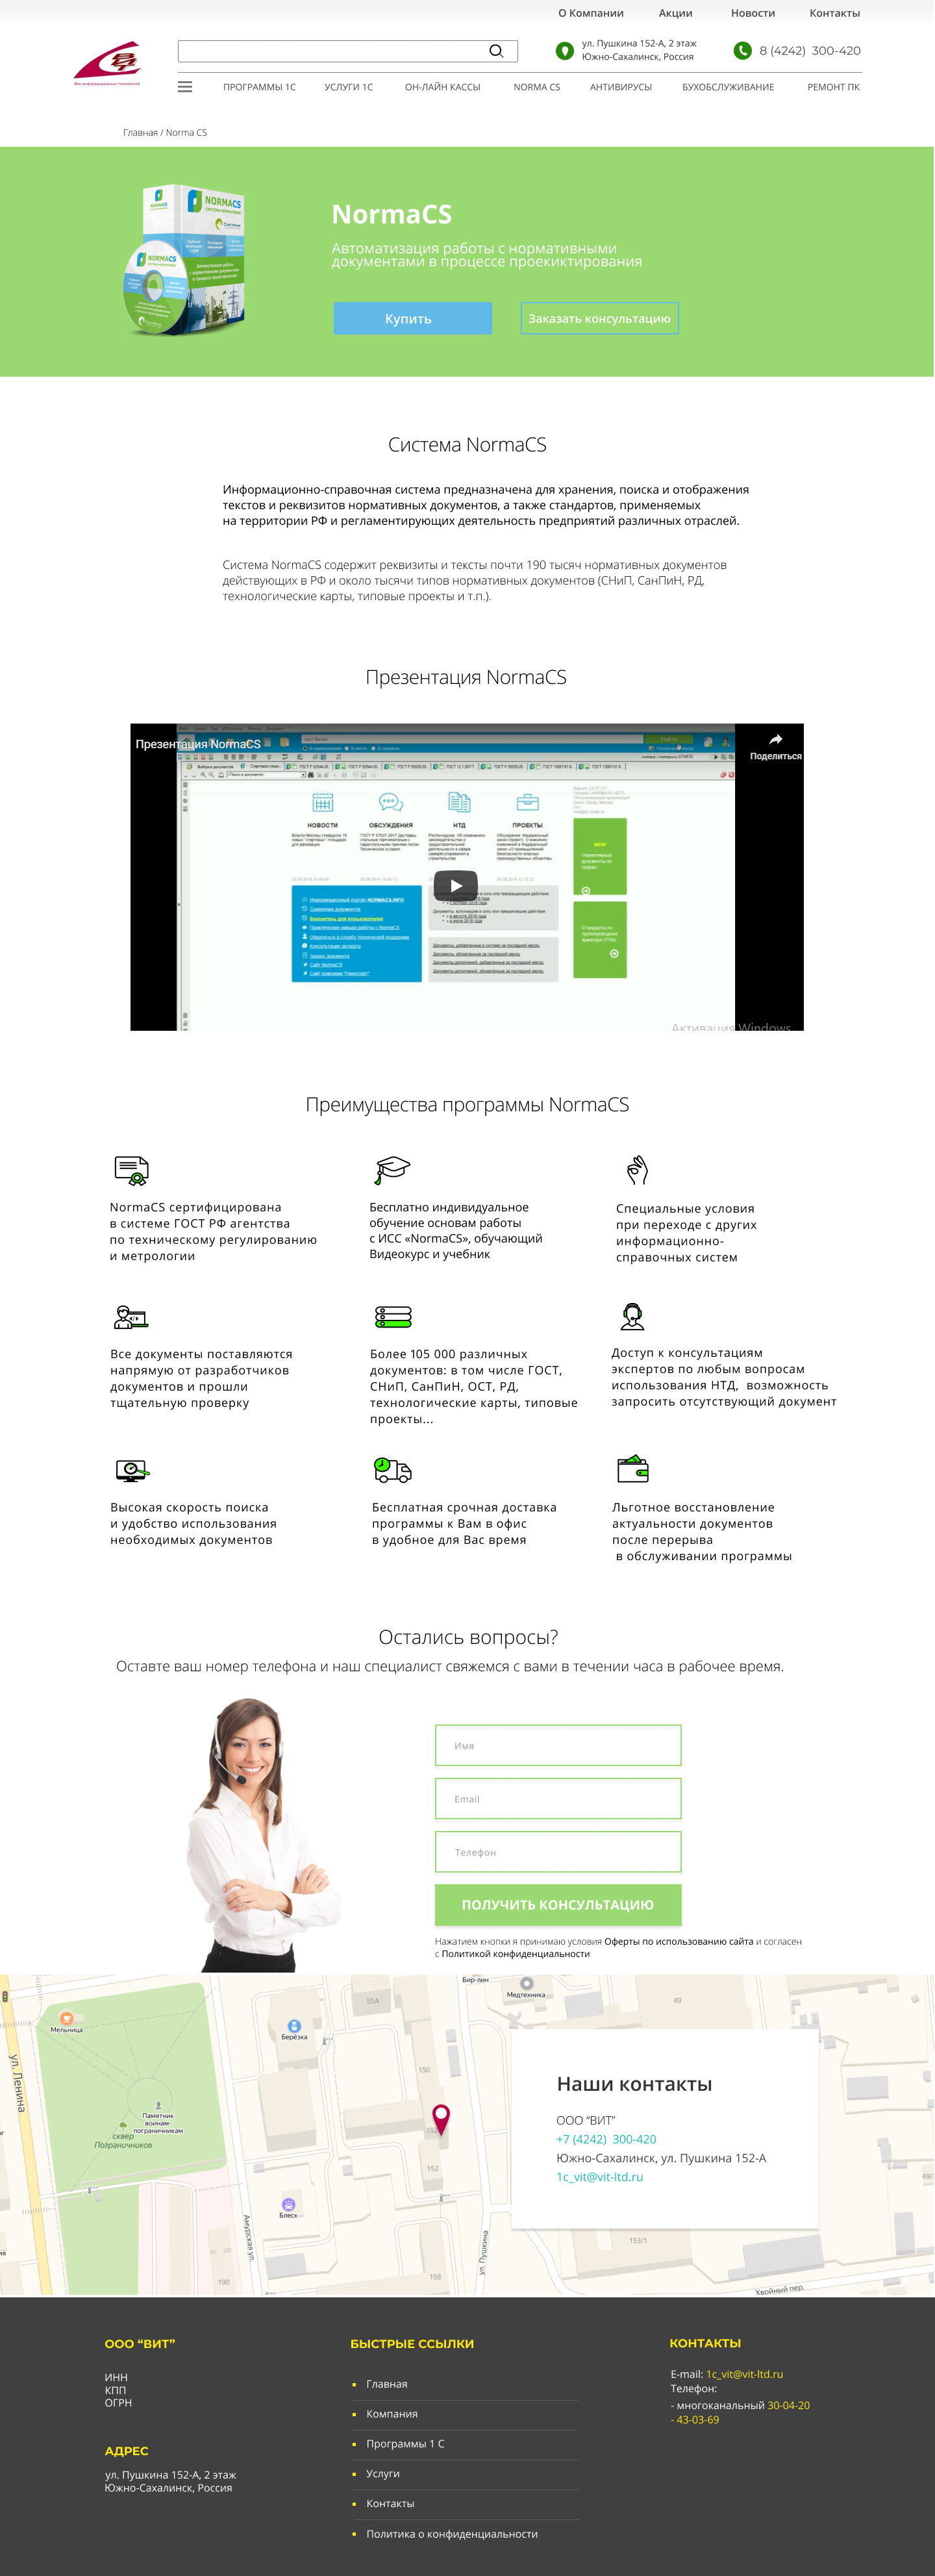 О Компании
Акции
Новости
Контакты
ул. Пушкина 152-А, 2 этаж
Южно-Сахалинск, Россия
8 (4242) 300-420
ПРОГРАММЫ 1С
УСЛУГИ 1С
ОН-ЛАЙН КАССЫ
NORMA CS
АНТИВИРУСЫ
БУХОБСЛУЖИВАНИЕ
РЕМОНТ ПК
Главная / Norma CS
NORMACS
NORMACS
NormaCS
Автоматизация работы с нормативными
документами в процессе проекиктирования
Купить
Заказать консультацию
Система NormaCS
Информационно-справочная система предназначена для хранения, поиска и отображения
текстов и реквизитов нормативных документов, а также стандартов, применяемых
на территории РФ и регламентирующих деятельность предприятий различных отраслей.
Система NormaCS содержит реквизиты и тексты почти 190 тысяч нормативных документов
действующих в РФ и около тысячи типов нормативных документов (СНиП, СанПиН, РД,
технологические карты, типовые проекты и т.п.).
Презентация NormaCS
Презентация NormaCS
Поделиться
НОВОСТИ
ОБСУЖДЕНИЯ
НТД
ПРОЕКТЫ
Активация Windows
Преимущества программы NormaCS
NormaCS сертифицирована
в системе ГОСТ РФ агентства
по техническому регулированию
и метрологии
Бесплатно индивидуальное
обучение основам работы
с ИСС «NormaCS», обучающий
Видеокурс и учебник
Специальные условия
при переходе с других
информационно-
справочных систем
Все документы поставляются
напрямую от разработчиков
документов и прошли
тщательную проверку
Более 105 000 различных
документов: в том числе ГОСТ,
СНиП, СанПиН, ОСТ, РД,
технологические карты, типовые
проекты...
Доступ к консультациям
экспертов по любым вопросам
использования НТД, возможность
запросить отсутствующий документ
Высокая скорость поиска
и удобство использования
необходимых документов
Бесплатная срочная доставка
программы к Вам в офис
в удобное для Вас время
Льготное восстановление
актуальности документов
после перерыва
в обслуживании программы
Остались вопросы?
Оставте ваш номер телефона и наш специалист свяжемся с вами в течении часа в рабочее время.
Имя
Email
Телефон
ПОЛУЧИТЬ КОНСУЛЬТАЦИЮ
Нажатием кнопки я принимаю условия Оферты по использованию сайта и согласен
с Политикой конфиденциальности
Бир-лин
Медтехника
55А
49
Мельница
Берёзка
ул. Ленина
150
Памятник
воинам-
пограничникам
сквер
Пограничников
152
Блеск
Амурская ул.
ул. Пушкина
153/1
190
158
Хвойный пер.
Наши контакты
ООО “ВИТ”
+7 (4242) 300-420
Южно-Сахалинск, ул. Пушкина 152-А
1c_vit@vit-ltd.ru
ООО “ВИТ”
ИНН
КПП
ОГРН
АДРЕС
ул. Пушкина 152-А, 2 этаж
Южно-Сахалинск, Россия
БЫСТРЫЕ ССЫЛКИ
Главная
Компания
Программы 1 С
Услуги
Контакты
Политика о конфиденциальности
КОНТАКТЫ
E-mail: 1c_vit@vit-ltd.ru
Телефон:
- многоканальный 30-04-20
- 43-03-69